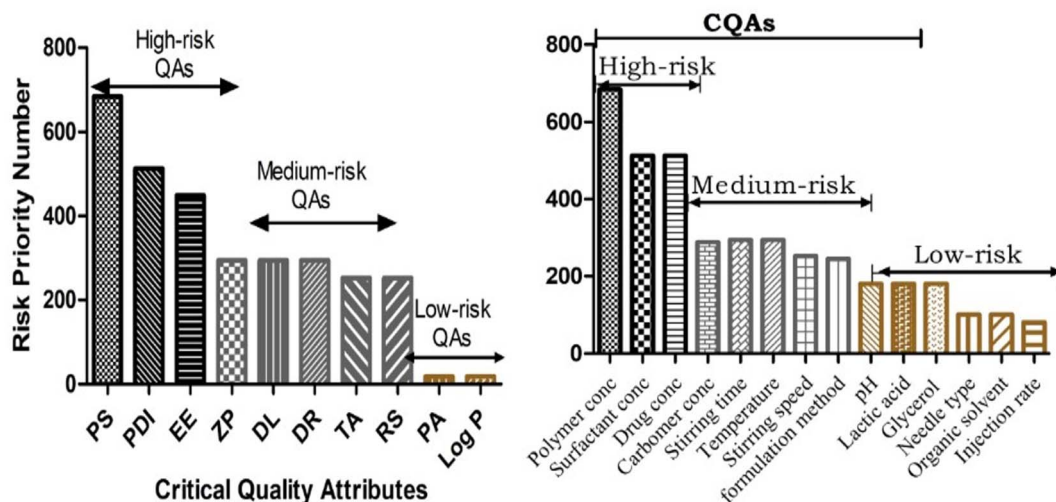 Risk Priority Number
800
600
400
200
0
High-risk
QAs
Medium-risk
QAs
Low-risk
QAs
PS
PDI
EE
ZP
DL
DR
TA
RS
PA
Log P
Critical Quality Attributes
CQAs
800
600
400
200
0
High-risk
Medium-risk
Low-risk
Polymer conc
Surfactant conc
Drug conc
Carbomer conc
Stirring time
Temperature
Stirring speed
formulation method
pH
Lactic acid
Glycerol
Needle type
Organic solvent
Injection rate